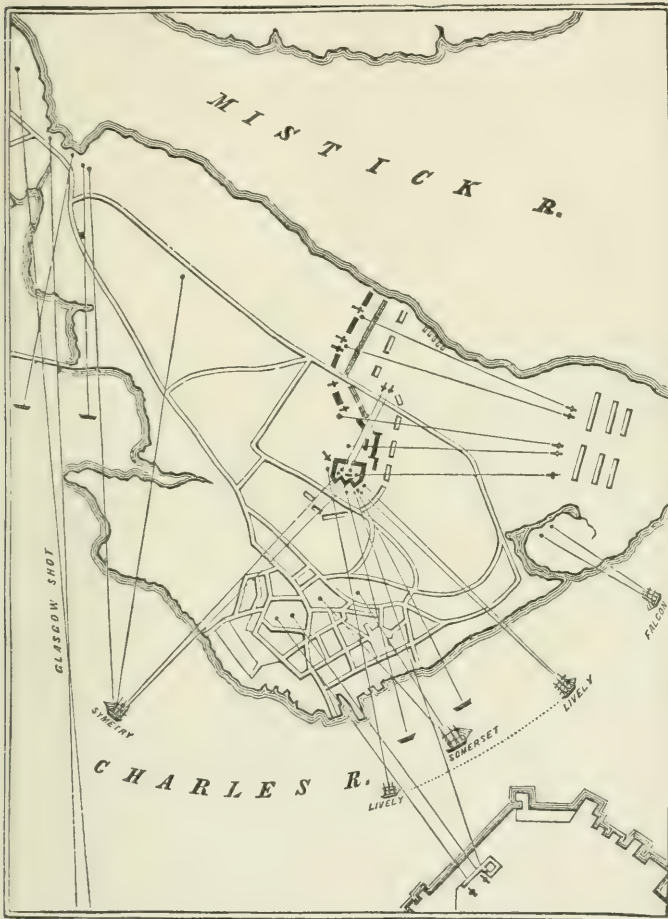 MISTICK R.
GLASGOW SHOT
FALCON
LIVELY
SYMETRY
SOMERSET
CHARLES R.
LIVELY